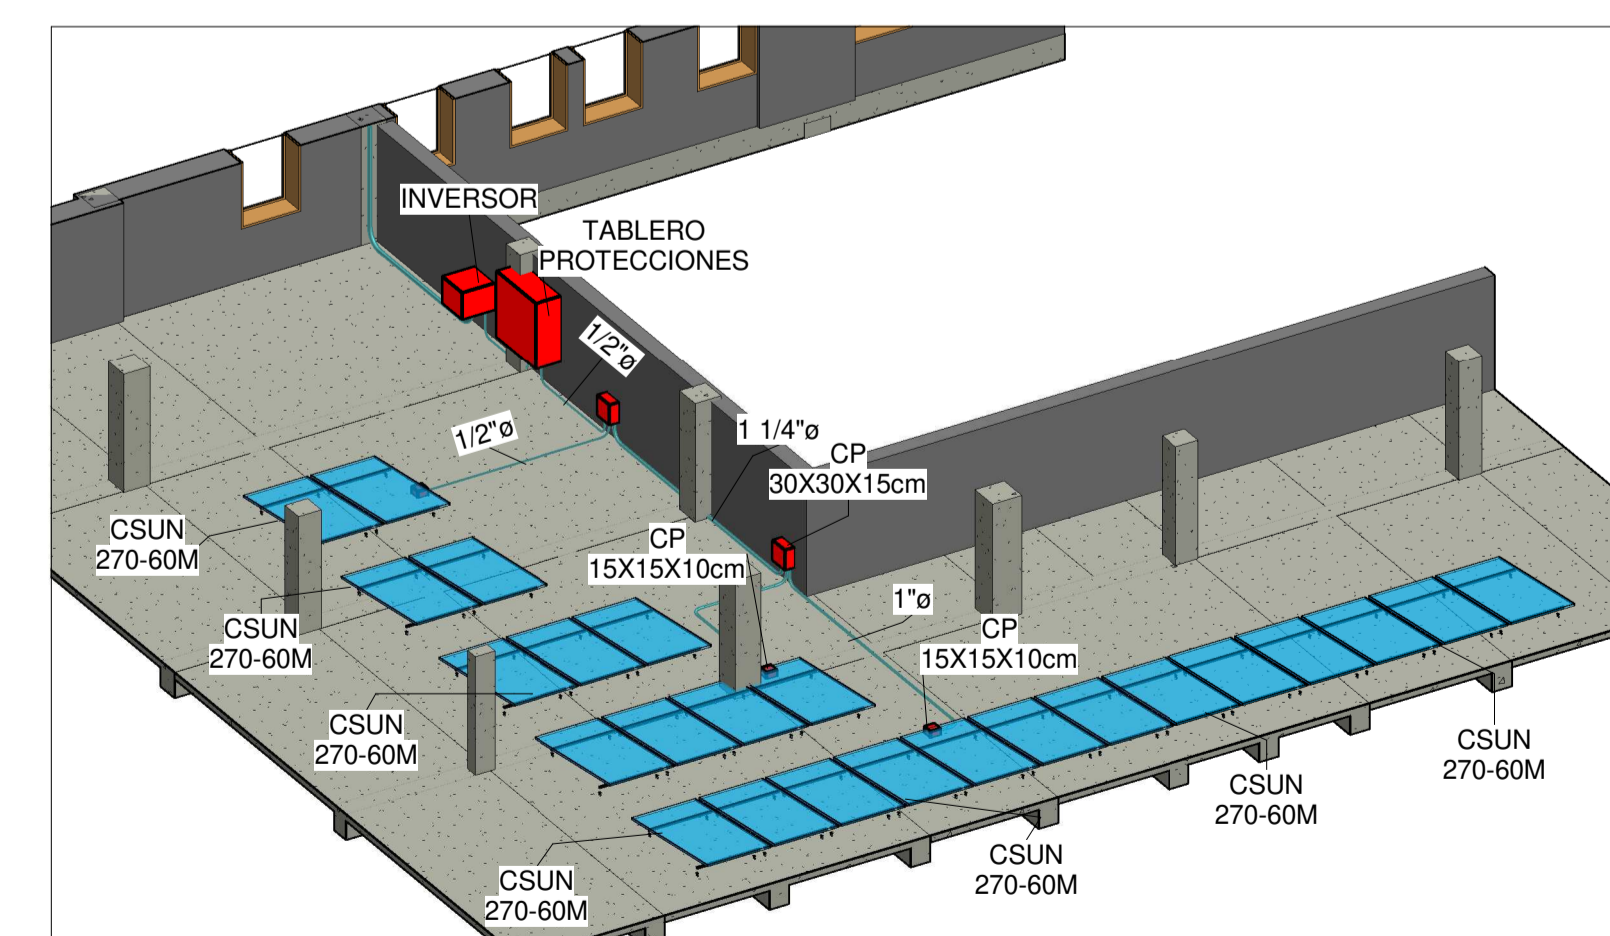 INVERSOR
TABLERO
PROTECCIONES
1/2"ø
1/2"ø
1 1/4"ø
CP
30X30X15cm
CSUN
270-60M
CP
15X15X10cm
1"ø
CSUN
270-60M
CP
15X15X10cm
CSUN
270-60M
CSUN
270-60M
CSUN
270-60M
CSUN
270-60M
CSUN
270-60M